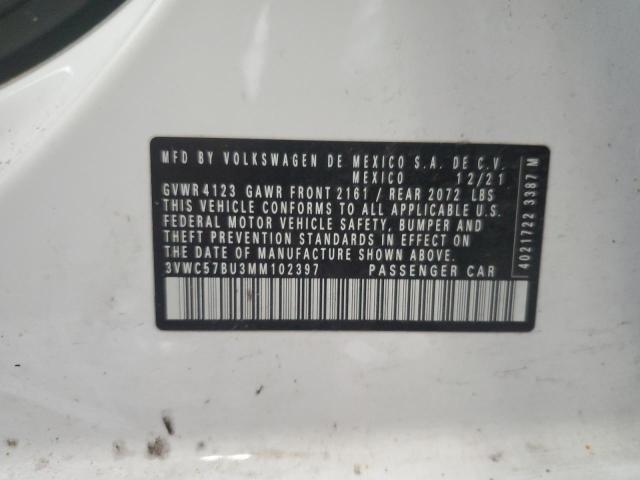 MFD BY VOLKSWAGEN DE MEXICO S.A. DE C.V.
MEXICO 12/21
GVWR 4123 GAWR FRONT 2161 / REAR 2072 LBS
THIS VEHICLE CONFORMS TO ALL APPLICABLE U.S.
FEDERAL MOTOR VEHICLE SAFETY, BUMPER AND
THEFT PREVENTION STANDARDS IN EFFECT ON
THE DATE OF MANUFACTURE SHOWN ABOVE.
3VWC57BU3MM102397 PASSENGER CAR
4021722 3387 M